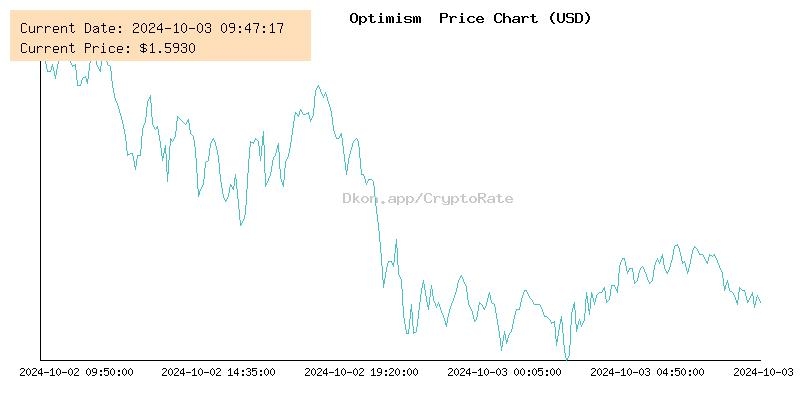 Optimism  Price Chart (USD)
Current Date: 2024-10-03 09:47:17
Current Price: $1.5930
Dkon.app/CryptoRate
2024-10-02 09:50:00 2024-10-02 14:35:00 2024-10-02 19:20:00 2024-10-03 00:05:00 2024-10-03 04:50:00 2024-10-03